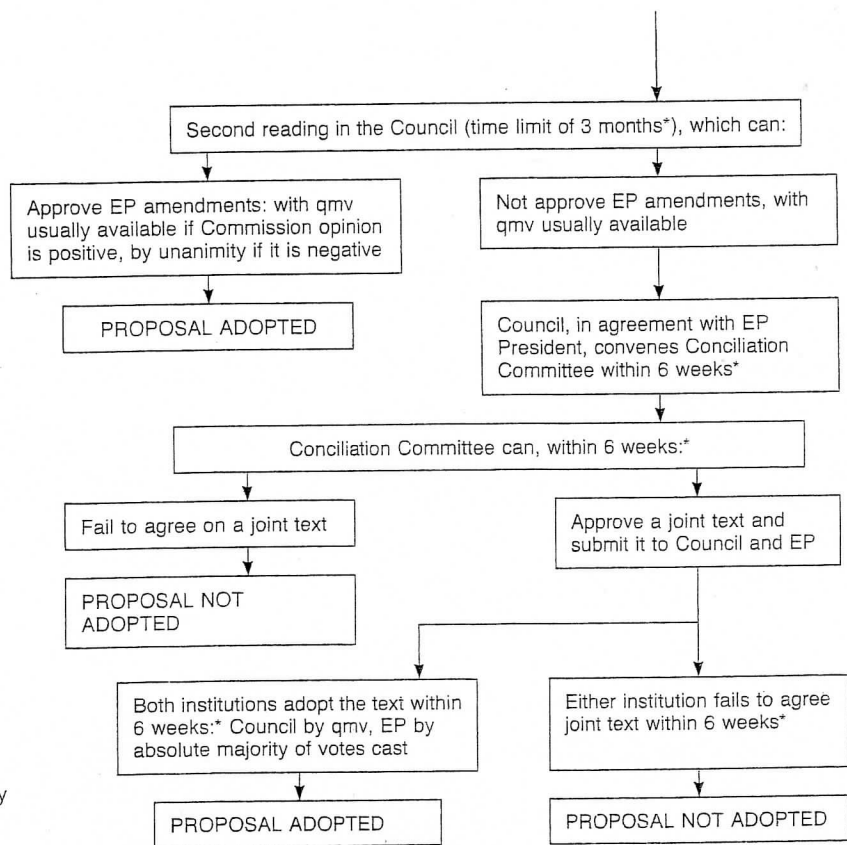 Second reading in the Council (time limit of 3 months*), which can:
Approve EP amendments: with qmv
usually available if Commission opinion
is positive, by unanimity if it is negative
Not approve EP amendments, with
qmv usually available
PROPOSAL ADOPTED
Council, in agreement with EP
President, convenes Conciliation
Committee within 6 weeks*
Conciliation Committee can, within 6 weeks:*
Fail to agree on a joint text
Approve a joint text and
submit it to Council and EP
PROPOSAL NOT
ADOPTED
Both institutions adopt the text within
6 weeks:* Council by qmv, EP by
absolute majority of votes cast
Either institution fails to agree
joint text within 6 weeks*
y
PROPOSAL ADOPTED
PROPOSAL NOT ADOPTED